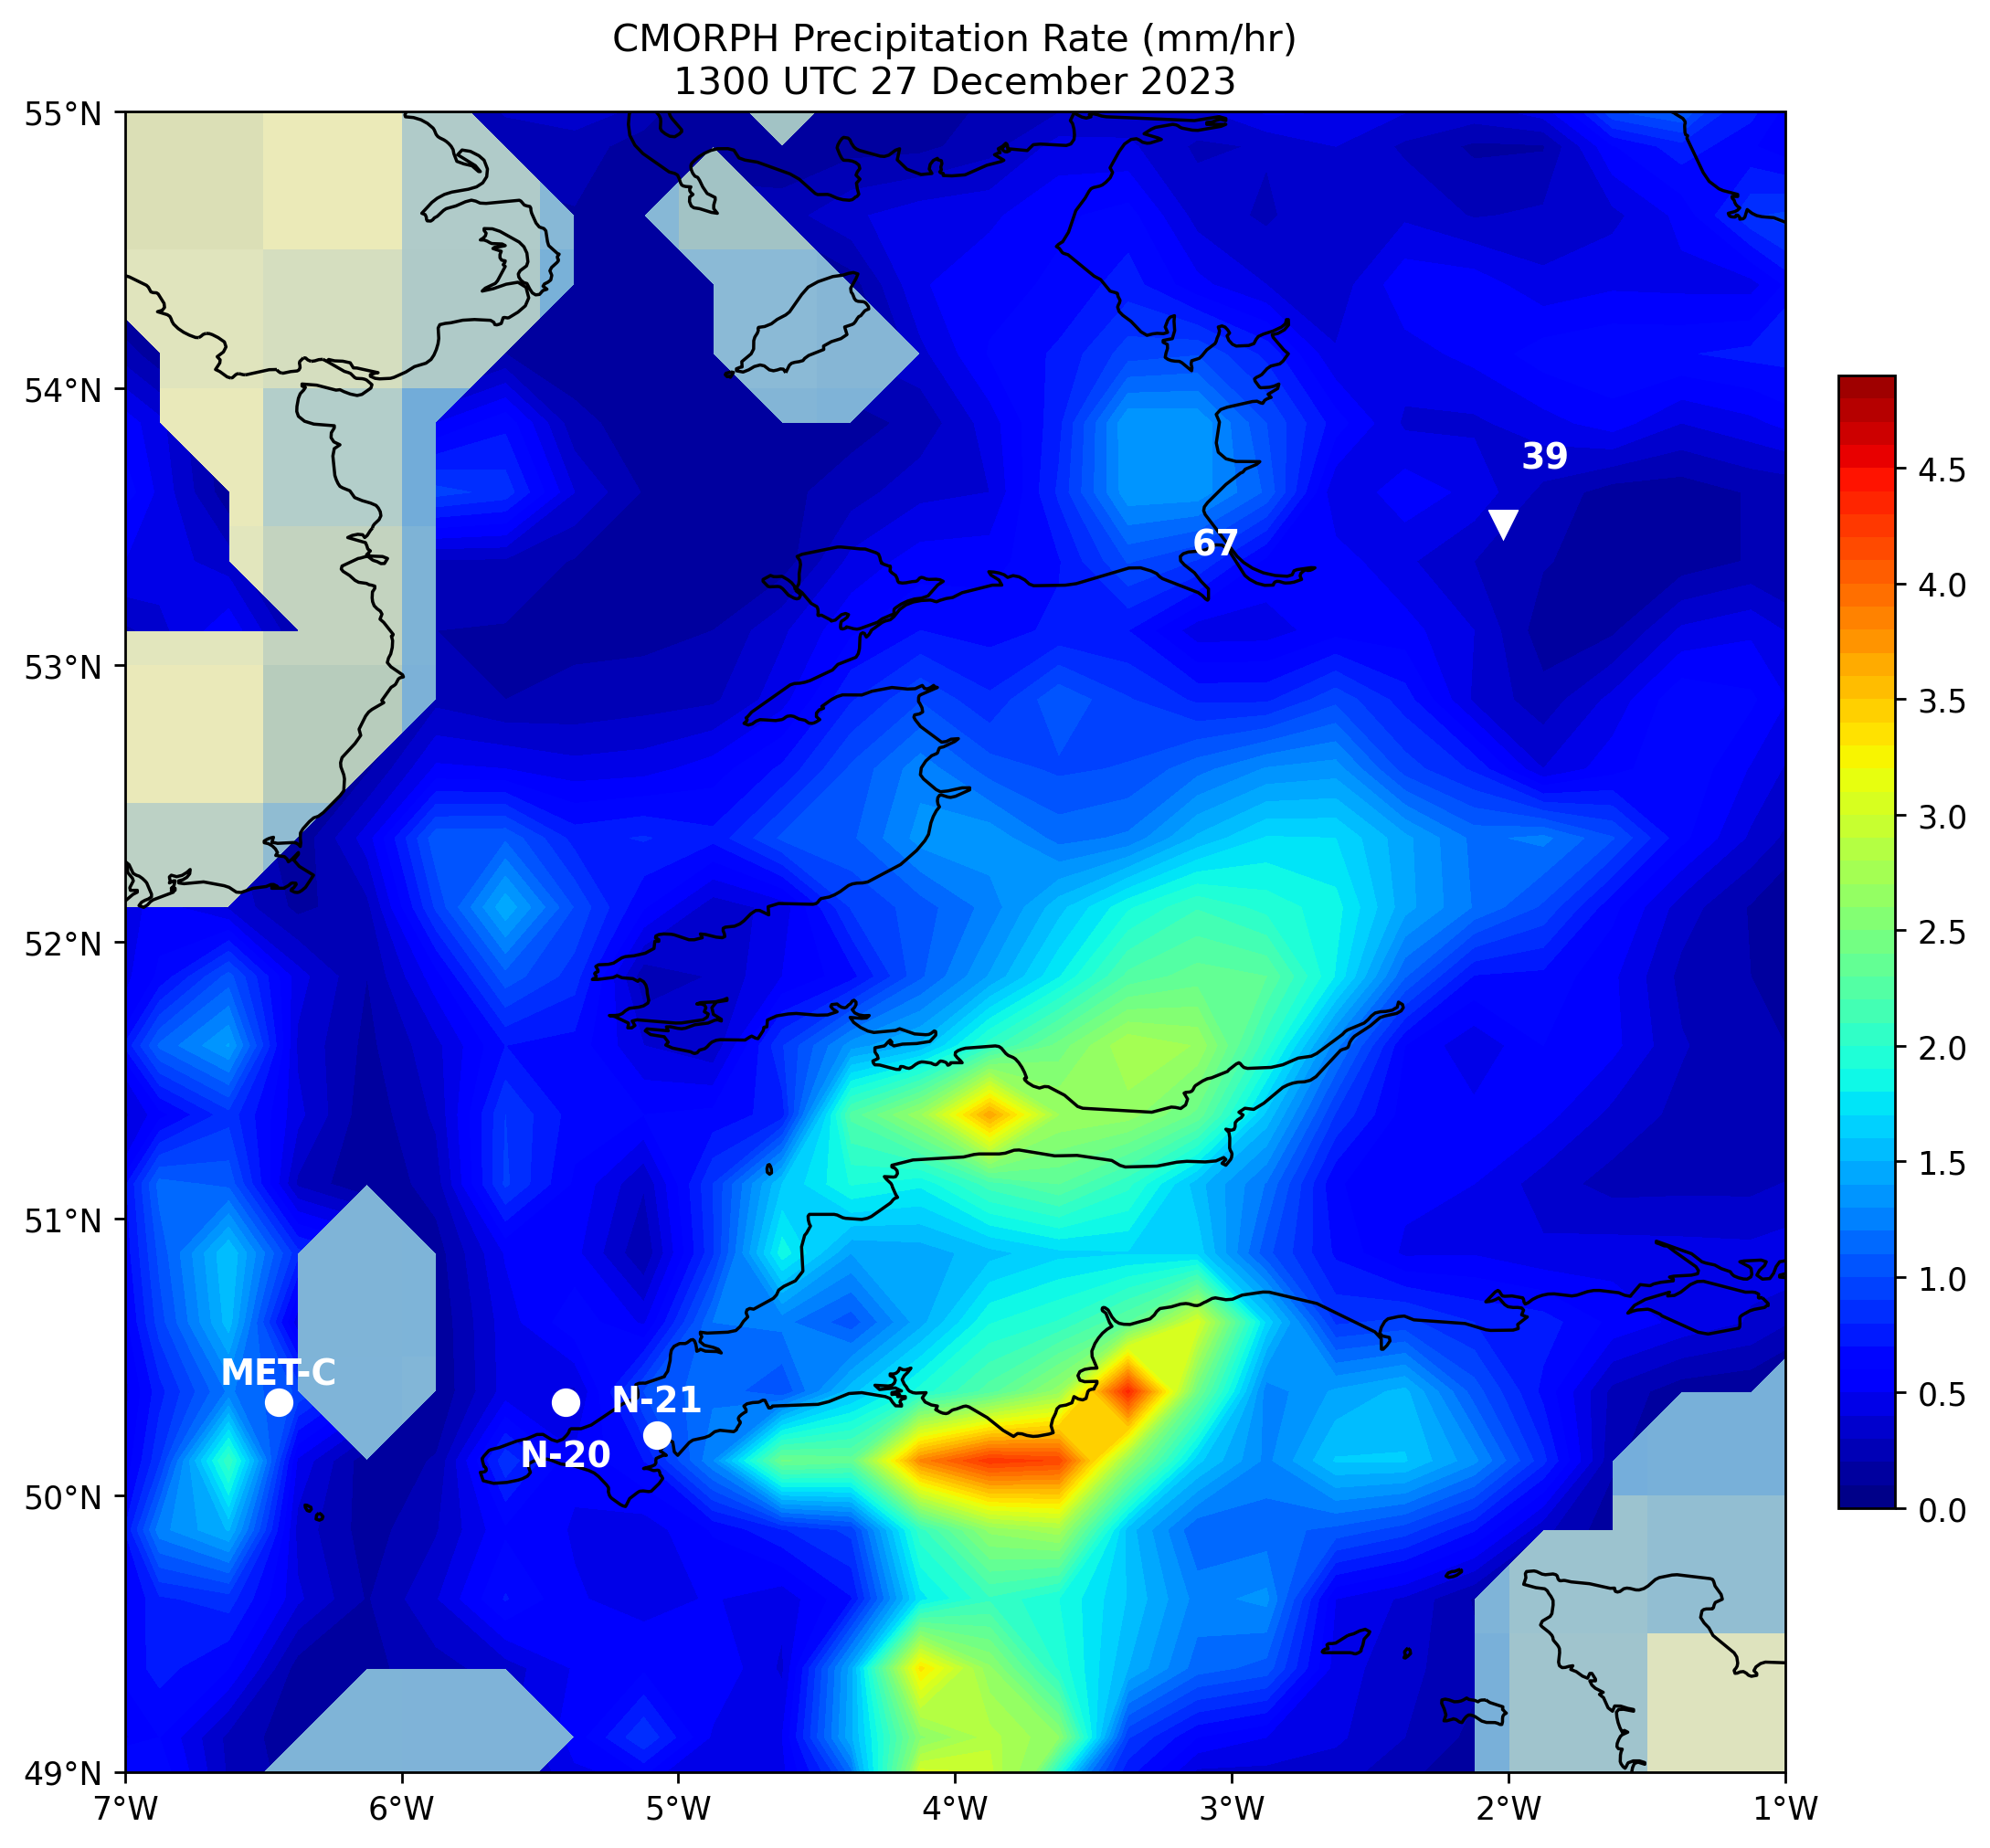 CMORPH Precipitation Rate (mm/hr)
1300 UTC 27 December 2023
55°N
54°N
53°N
52°N
51°N
50°N
49°N
39
67
MET-C
N-21
N-20
7°W
6°W
5°W
4°W
3°W
2°W
1°W
4.5
4.0
3.5
3.0
2.5
2.0
1.5
1.0
0.5
0.0